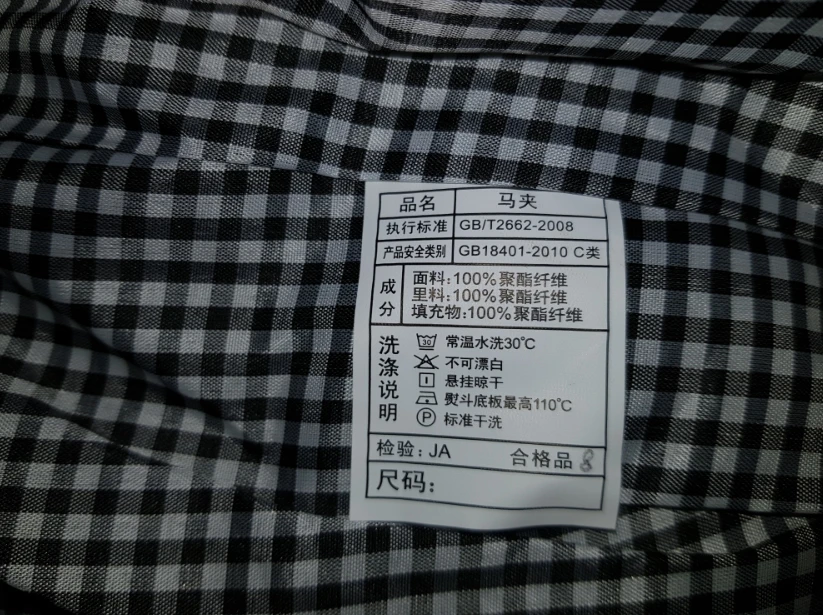 品名 马夹
执行标准 GB/T2662-2008
产品安全类别 GB18401-2010 C类
成分
面料:100%聚酯纤维
里料:100%聚酯纤维
填充物:100%聚酯纤维
洗涤说明
30 常温水洗30℃
不可漂白
悬挂晾干
熨斗底板最高110℃
P 标准干洗
检验: JA 合格品
尺码: